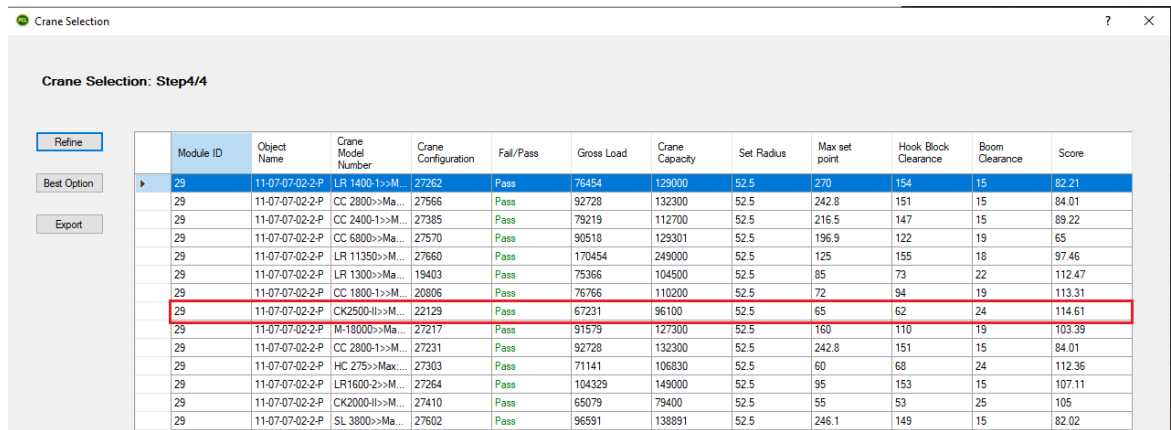 PCL Crane Selection ? ×
Crane Selection: Step4/4
Refine
Best Option
Export
Module ID Object Name Crane Model Number Crane Configuration Fail/Pass Gross Load Crane Capacity Set Radius Max set point Hook Block Clearance Boom Clearance Score
29 11-07-07-02-2-P LR 1400-1>>M... 27262 Pass 76454 129000 52.5 270 154 15 82.21
29 11-07-07-02-2-P CC 2800>>Ma... 27566 Pass 92728 132300 52.5 242.8 151 15 84.01
29 11-07-07-02-2-P CC 2400-1>>M... 27385 Pass 79219 112700 52.5 216.5 147 15 89.22
29 11-07-07-02-2-P CC 6800>>Ma... 27570 Pass 90518 129301 52.5 196.9 122 19 65
29 11-07-07-02-2-P LR 11350>>M... 27660 Pass 170454 249000 52.5 125 155 18 97.46
29 11-07-07-02-2-P LR 1300>>Ma... 19403 Pass 75366 104500 52.5 85 73 22 112.47
29 11-07-07-02-2-P CC 1800-1>>M... 20806 Pass 76766 110200 52.5 72 94 19 113.31
29 11-07-07-02-2-P CK2500-II>>M... 22129 Pass 67231 96100 52.5 65 62 24 114.61
29 11-07-07-02-2-P M-18000>>Ma... 27217 Pass 91579 127300 52.5 160 110 19 103.39
29 11-07-07-02-2-P CC 2800-1>>M... 27231 Pass 92728 132300 52.5 242.8 151 15 84.01
29 11-07-07-02-2-P HC 275>>Max:... 27303 Pass 71141 106830 52.5 60 68 24 112.36
29 11-07-07-02-2-P LR1600-2>>M... 27264 Pass 104329 149000 52.5 95 153 15 107.11
29 11-07-07-02-2-P CK2000-II>>M... 27410 Pass 65079 79400 52.5 55 53 25 105
29 11-07-07-02-2-P SL 3800>>Ma... 27602 Pass 96591 138891 52.5 246.1 149 15 82.02